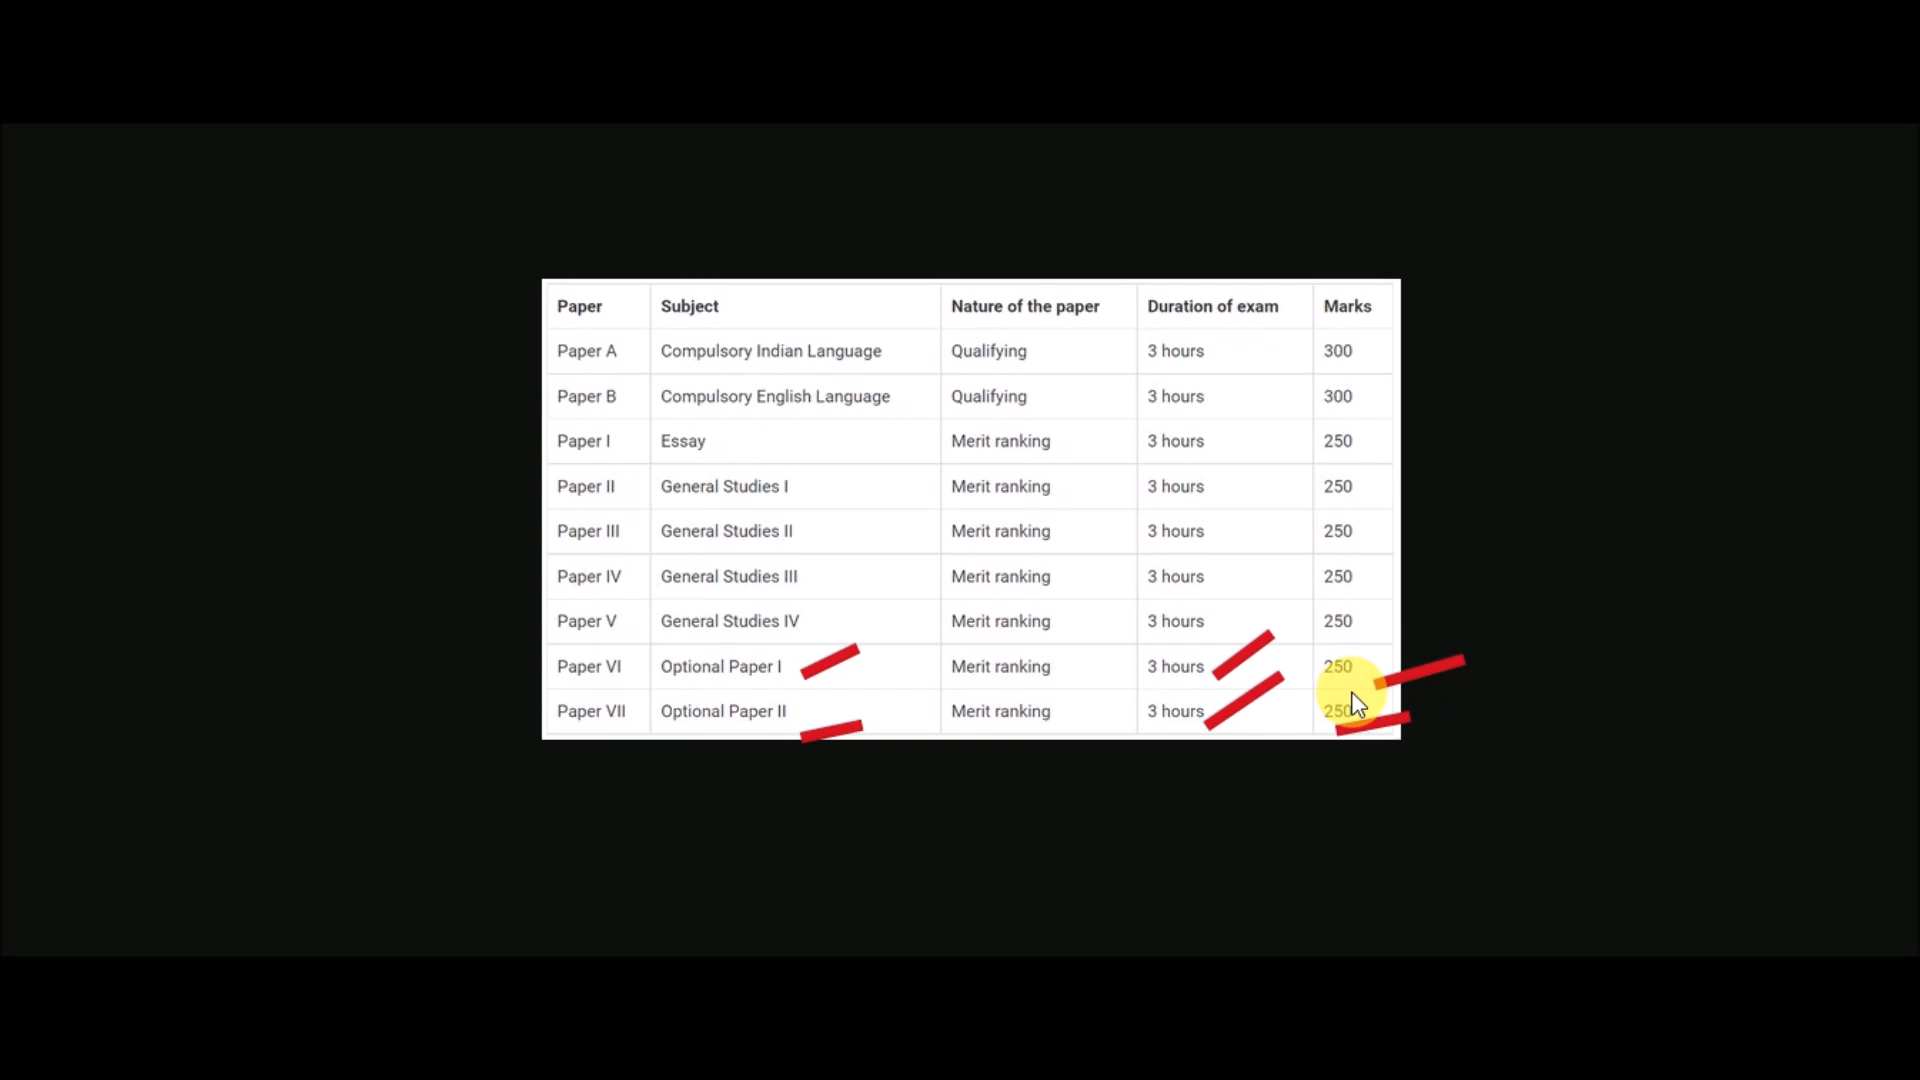 Paper Subject Nature of the paper Duration of exam Marks
Paper A Compulsory Indian Language Qualifying 3 hours 300
Paper B Compulsory English Language Qualifying 3 hours 300
Paper I Essay Merit ranking 3 hours 250
Paper II General Studies I Merit ranking 3 hours 250
Paper III General Studies II Merit ranking 3 hours 250
Paper IV General Studies III Merit ranking 3 hours 250
Paper V General Studies IV Merit ranking 3 hours 250
Paper VI Optional Paper I Merit ranking 3 hours 250
Paper VII Optional Paper II Merit ranking 3 hours 250